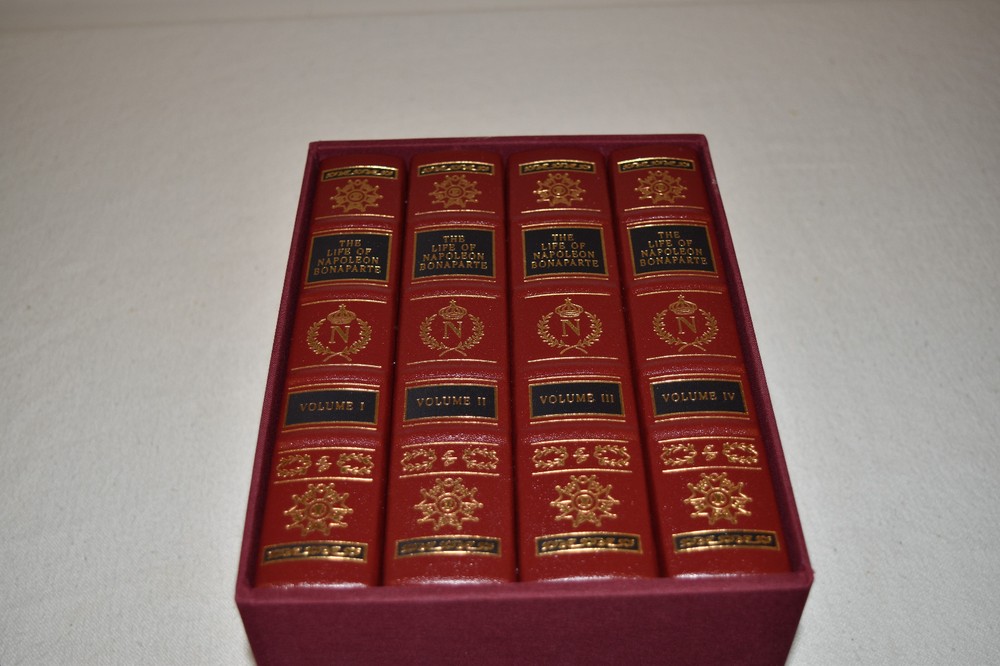 THE
LIFE OF
NAPOLEON
BONAPARTE
N
VOLUME I
THE
LIFE OF
NAPOLEON
BONAPARTE
N
VOLUME II
THE
LIFE OF
NAPOLEON
BONAPARTE
N
VOLUME III
THE
LIFE OF
NAPOLEON
BONAPARTE
N
VOLUME IV